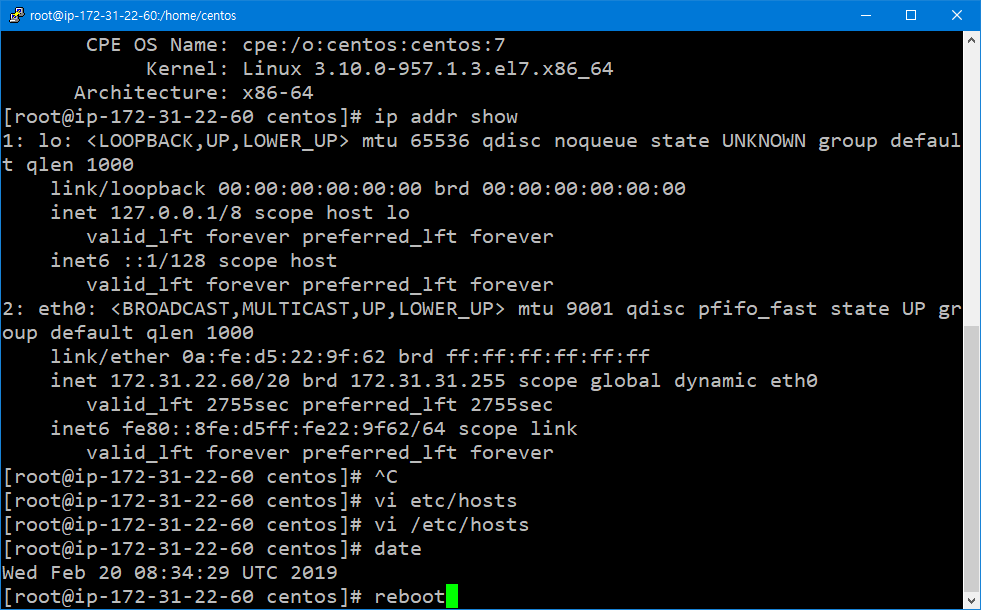 root@ip-172-31-22-60:/home/centos
CPE OS Name: cpe:/o:centos:centos:7
Kernel: Linux 3.10.0-957.1.3.el7.x86_64
Architecture: x86-64
[root@ip-172-31-22-60 centos]# ip addr show
1: lo: <LOOPBACK,UP,LOWER_UP> mtu 65536 qdisc noqueue state UNKNOWN group defaul
t qlen 1000
link/loopback 00:00:00:00:00:00 brd 00:00:00:00:00:00
inet 127.0.0.1/8 scope host lo
valid_lft forever preferred_lft forever
inet6 ::1/128 scope host
valid_lft forever preferred_lft forever
2: eth0: <BROADCAST,MULTICAST,UP,LOWER_UP> mtu 9001 qdisc pfifo_fast state UP gr
oup default qlen 1000
link/ether 0a:fe:d5:22:9f:62 brd ff:ff:ff:ff:ff:ff
inet 172.31.22.60/20 brd 172.31.31.255 scope global dynamic eth0
valid_lft 2755sec preferred_lft 2755sec
inet6 fe80::8fe:d5ff:fe22:9f62/64 scope link
valid_lft forever preferred_lft forever
[root@ip-172-31-22-60 centos]# ^C
[root@ip-172-31-22-60 centos]# vi etc/hosts
[root@ip-172-31-22-60 centos]# vi /etc/hosts
[root@ip-172-31-22-60 centos]# date
Wed Feb 20 08:34:29 UTC 2019
[root@ip-172-31-22-60 centos]# reboot